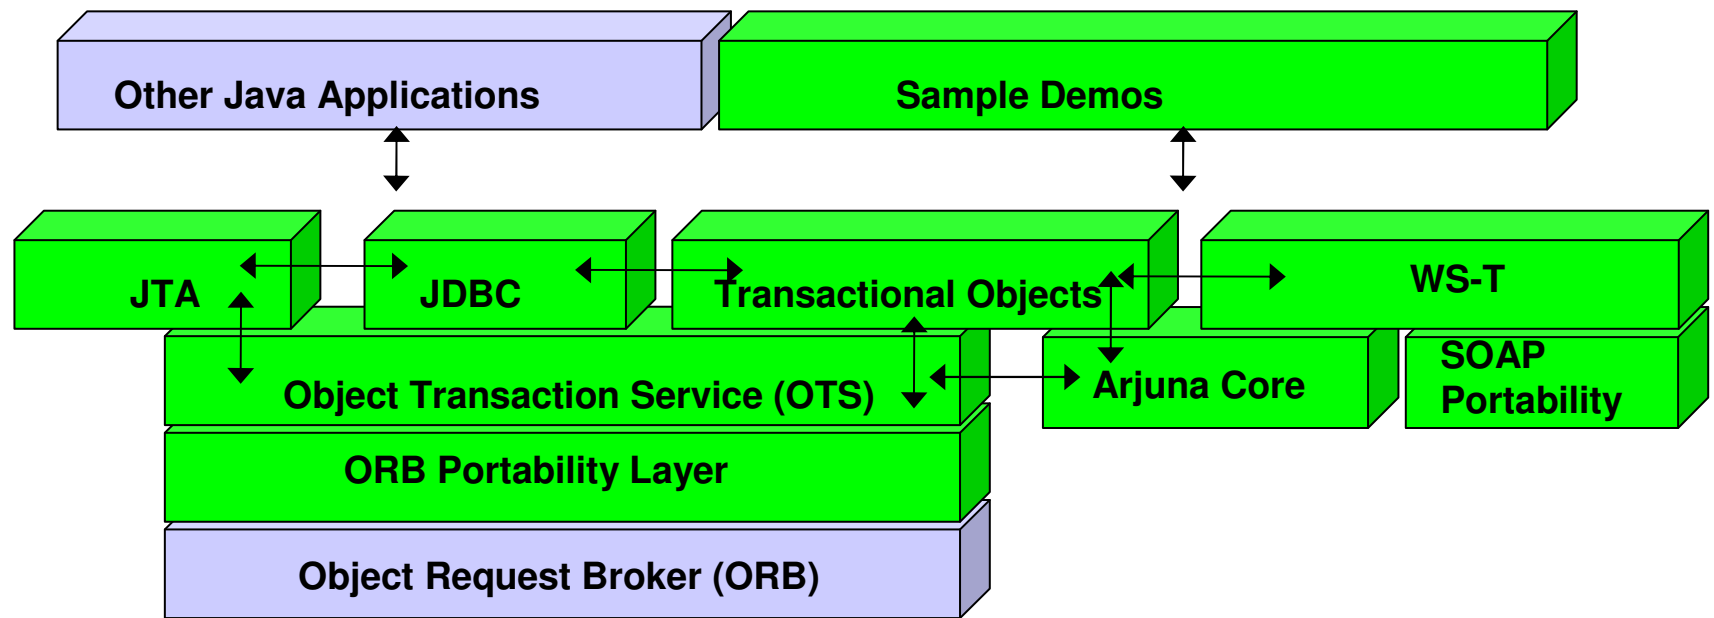 Other Java Applications
Sample Demos
JTA
JDBC
Transactional Objects
WS-T
Object Transaction Service (OTS)
Arjuna Core
SOAP
Portability
ORB Portability Layer
Object Request Broker (ORB)